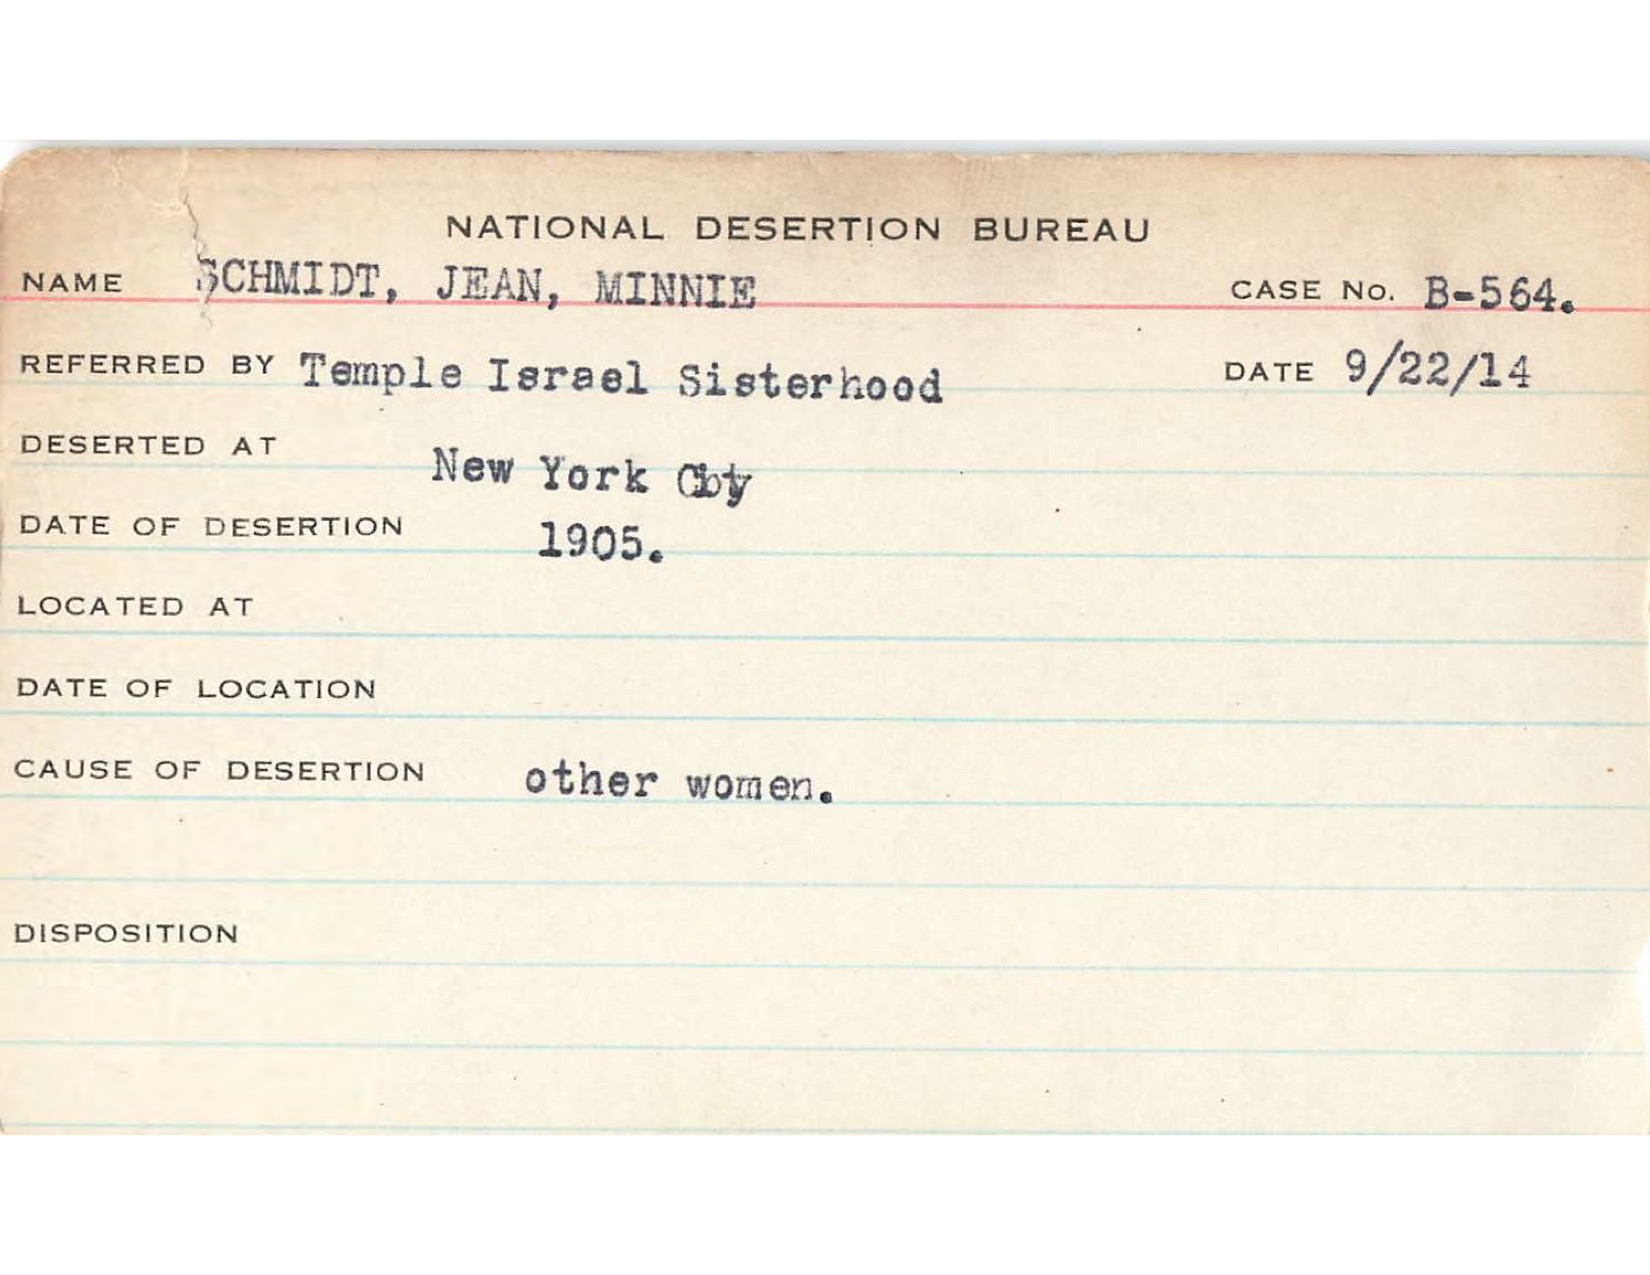 NATIONAL DESERTION BUREAU
NAME SCHMIDT, JEAN, MINNIE CASE No. B-564.
REFERRED BY Temple Israel Sisterhood DATE 9/22/14
DESERTED AT New York City
DATE OF DESERTION 1905.
LOCATED AT
DATE OF LOCATION
CAUSE OF DESERTION other women.
DISPOSITION